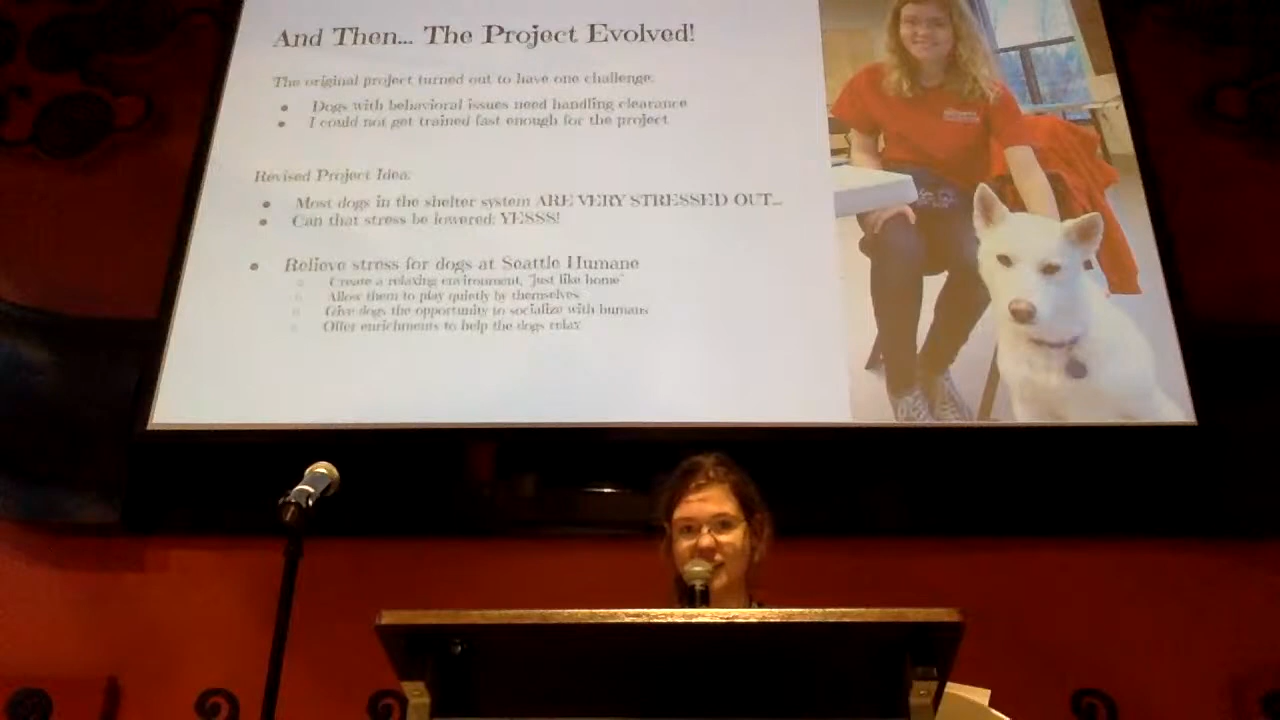 And Then... The Project Evolved!
The original project turned out to have one challenge:
Dogs with behavioral issues need handling clearance
I could not get trained fast enough for the project
Revised Project Idea:
Most dogs in the shelter system ARE VERY STRESSED OUT...
Can that stress be lowered: YESSS!
Relieve stress for dogs at Seattle Humane
Create a relaxing environment, "just like home"
Allow them to play quietly by themselves
Give dogs the opportunity to socialize with humans
Offer enrichments to help the dogs relax